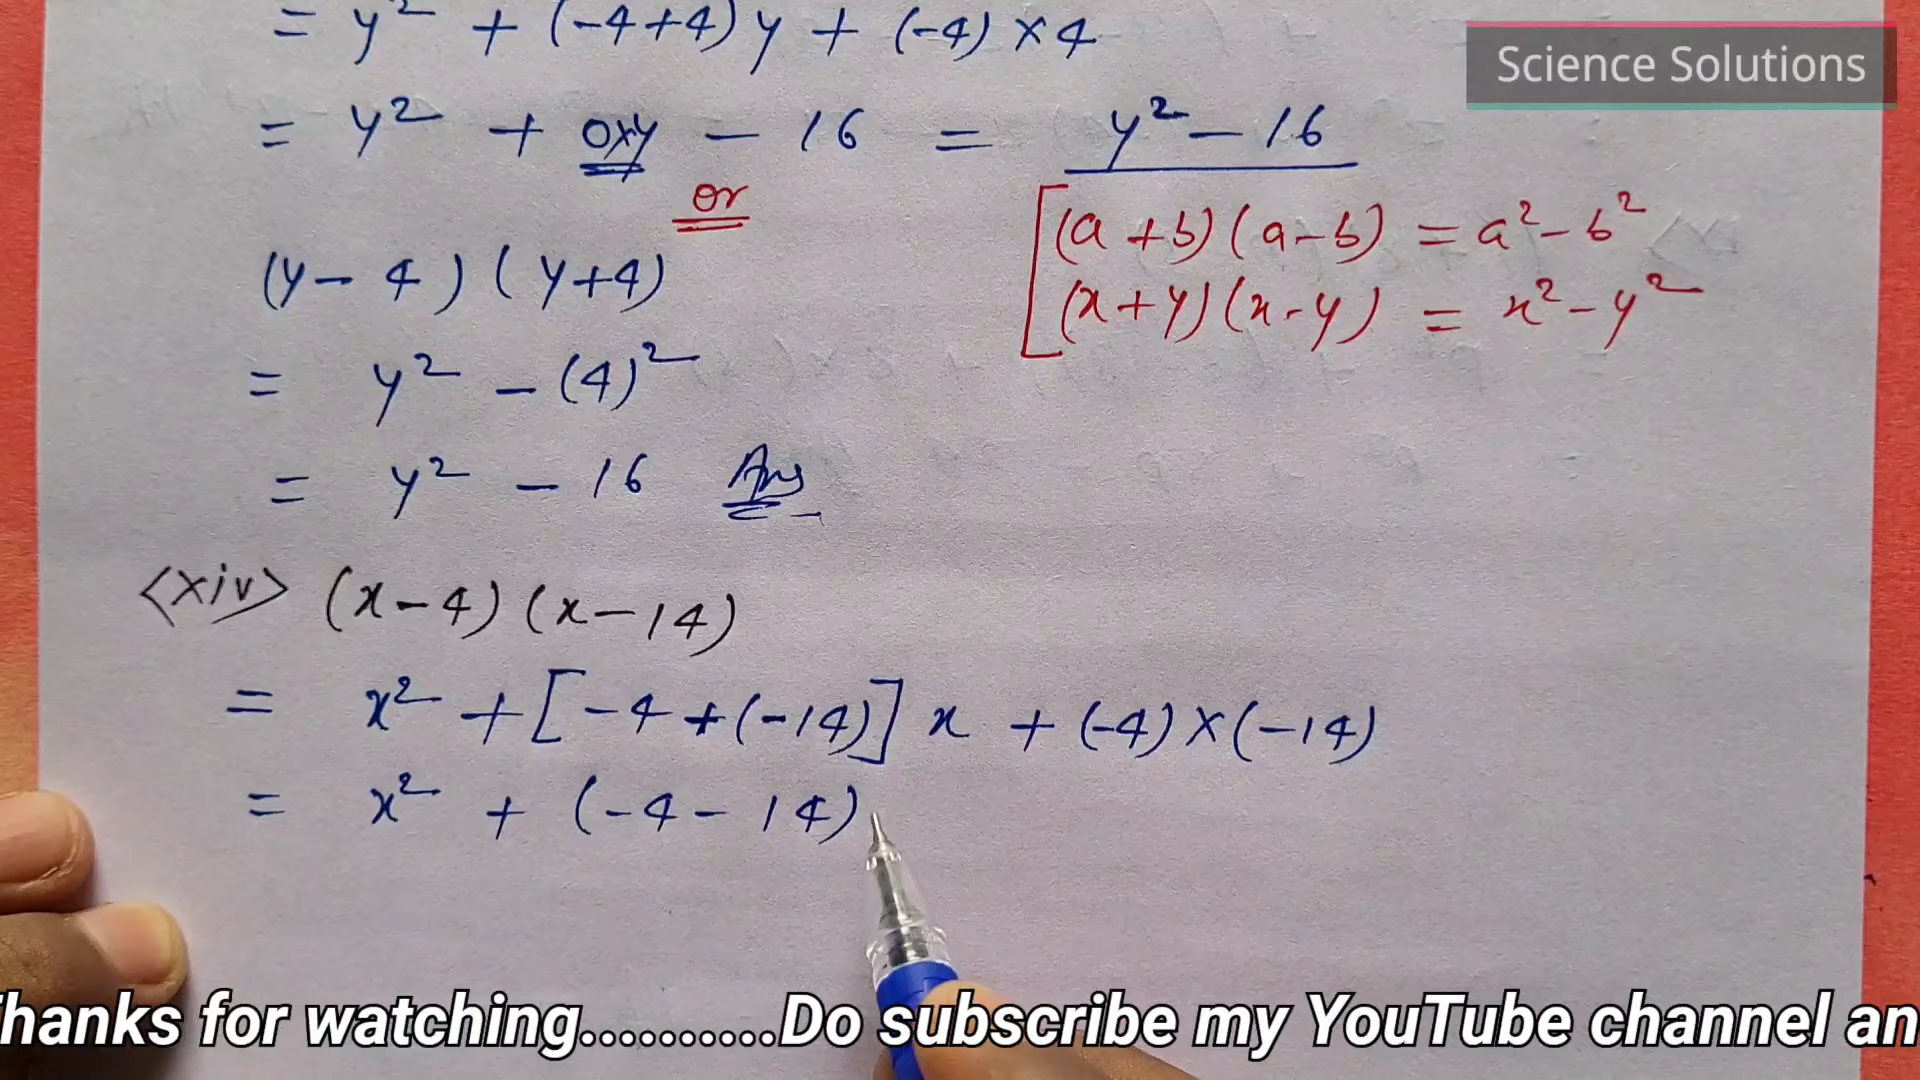 = y² + (-4+4)y + (-4) × 4
Science Solutions
= y² + 0xy - 16 = y² - 16
or
(y - 4) (y+4)
= y² - (4)²
= y² - 16 Ans
[(a + b) (a - b) = a² - b²
(x + y) (x - y) = x² - y²
<xiv> (x - 4) (x - 14)
= x² + [-4 + (-14)] x + (-4) × (-14)
= x² + (-4 - 14)
Thanks for watching..........Do subscribe my YouTube channel an